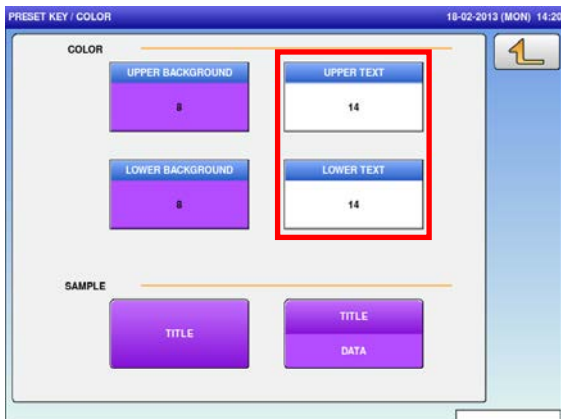 PRESET KEY / COLOR 18-02-2013 (MON) 14:20
COLOR
UPPER BACKGROUND UPPER TEXT
8 14
LOWER BACKGROUND LOWER TEXT
8 14
SAMPLE
TITLE
TITLE
DATA